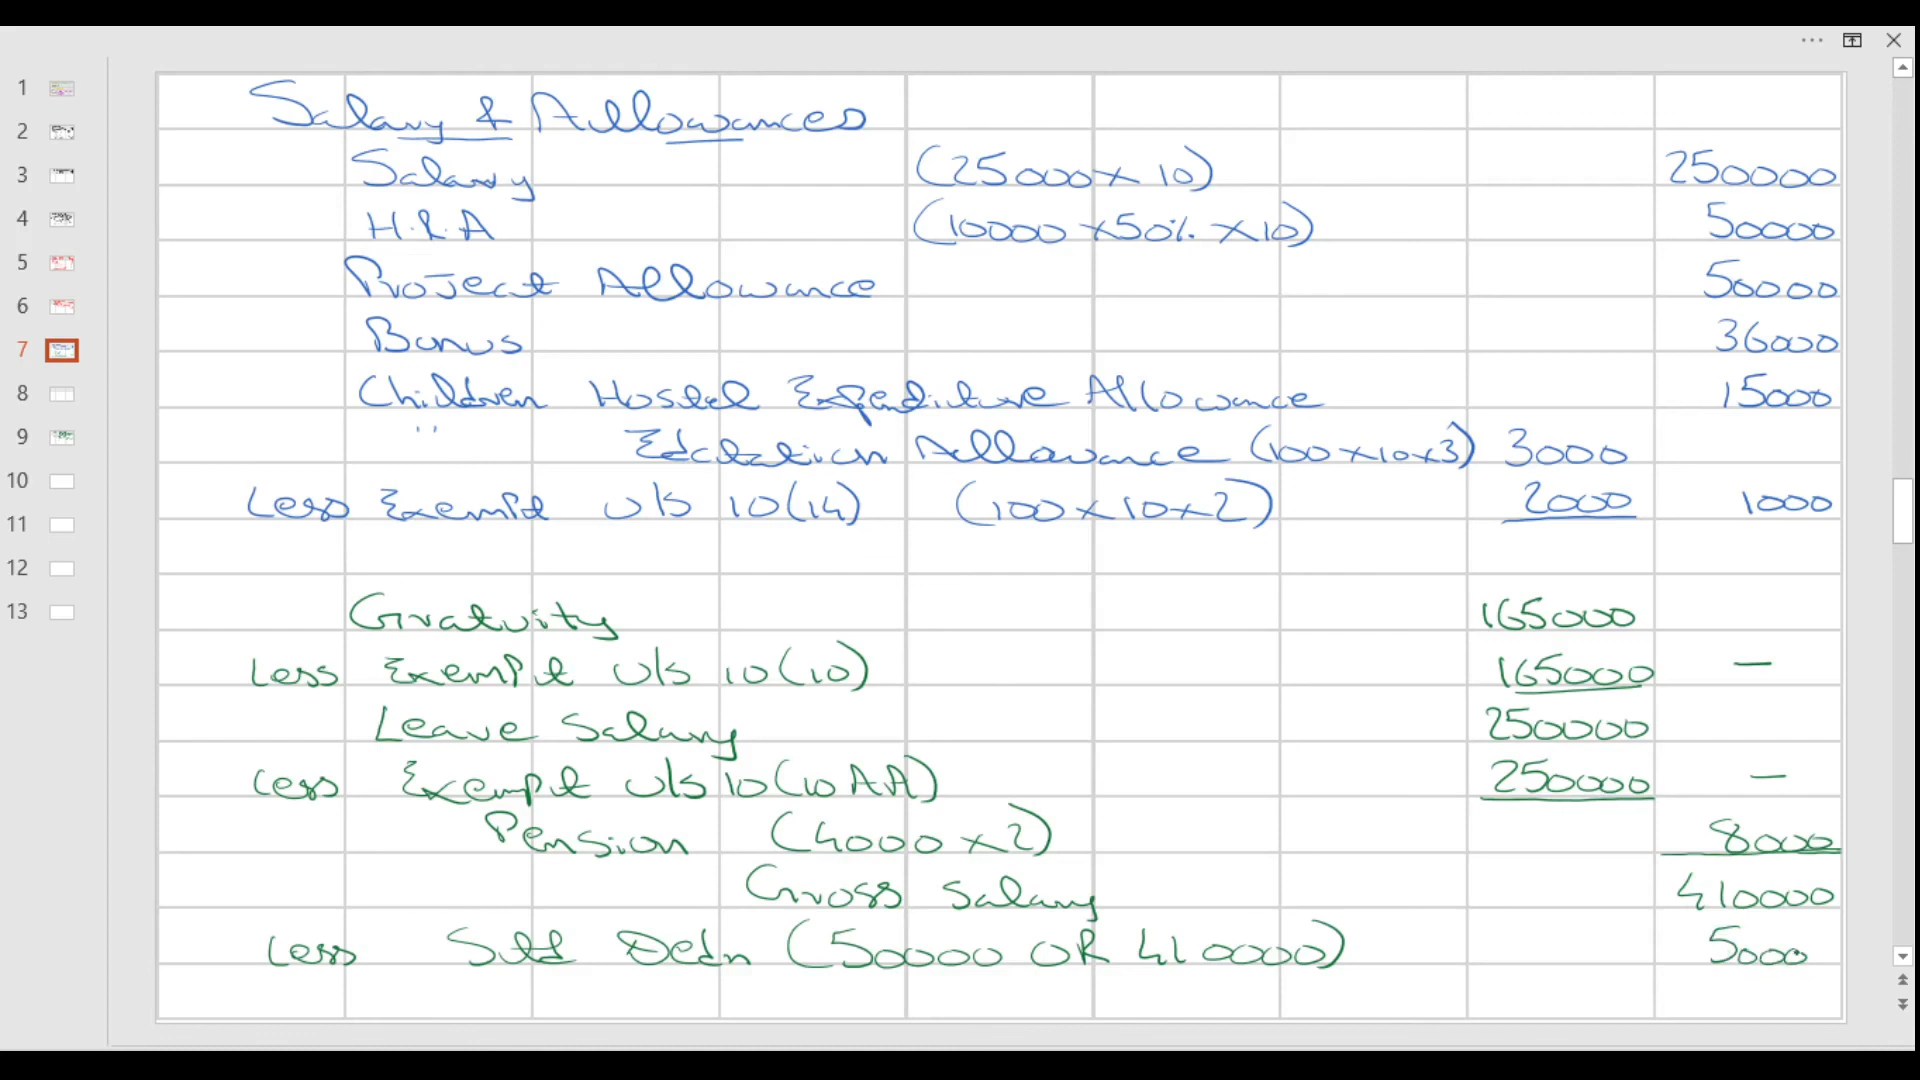 1
2
3
4
5
6
7
8
9
10
11
12
13
Salary & Allowances
Salary (25000 × 10) 250000
H.R.A (10000 × 50% × 10) 50000
Project Allowance 50000
Bonus 36000
Children Hostel Expenditure Allowance 15000
" Edctation Allowance (100 × 10 × 3) 3000
Less Exempt u/s 10(14) (100 × 10 × 2) 2000 1000
Gratuity 165000
Less Exempt u/s 10(10) 165000 —
Leave Salary 250000
Less Exempt u/s 10(10AA) 250000 —
Pension (4000 × 2) 8000
Gross Salary 410000
Less Std Dedn (50000 OR 410000) 5000